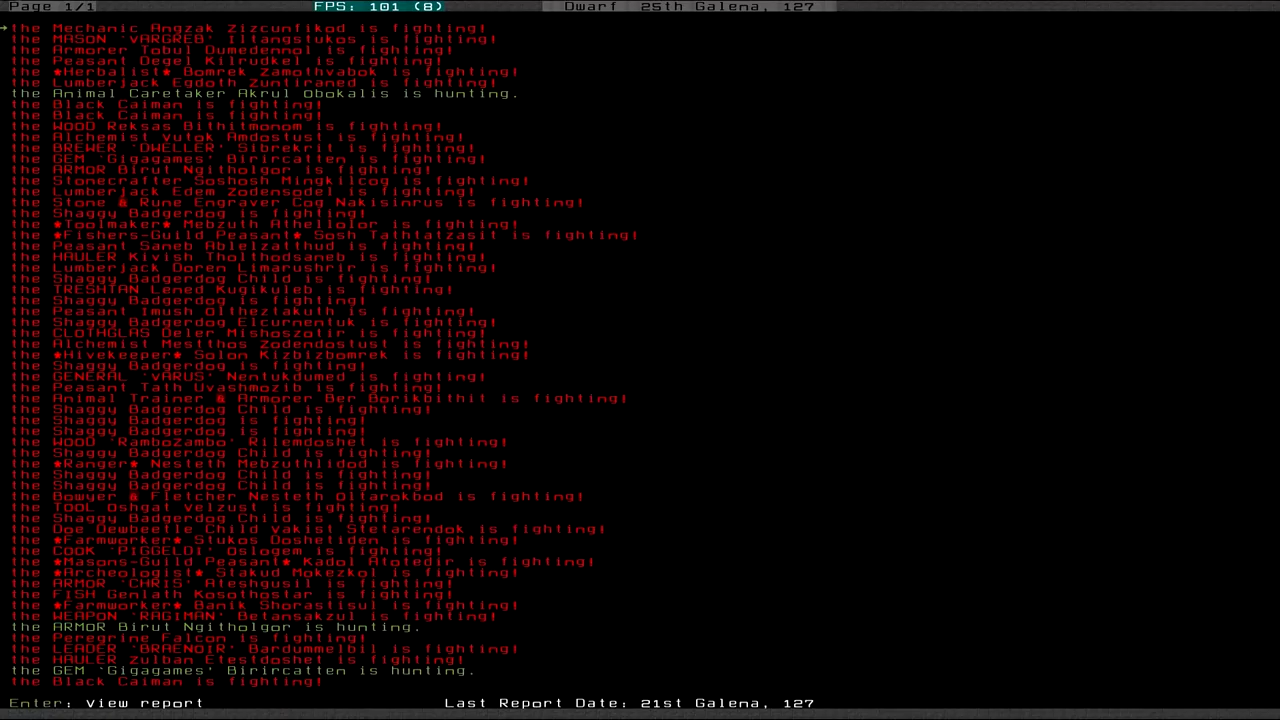 Page 1/1 FPS: 101 (8) Dwarf 25th Galena, 127
the Mechanic Angzak Zizcunfikod is fighting!
the MASON `VARGREB' Iltangstukos is fighting!
the Armorer Tobul Dumedennol is fighting!
the Peasant Degel Kilrudkel is fighting!
the *Herbalist* Bomrek Zamothvabok is fighting!
the Lumberjack Egdoth Zuntiraned is fighting!
the Animal Caretaker Akrul Obokalis is hunting.
the Black Caiman is fighting!
the Black Caiman is fighting!
the WOOD Reksas Bithitmonom is fighting!
the Alchemist Vutok Amdostust is fighting!
the BREWER `DWELLER' Sibrekrit is fighting!
the GEM `Gigagames' Birircatten is fighting!
the ARMOR Birut Ngitholgor is fighting!
the Stonecrafter Soshosh Mingkilcog is fighting!
the Lumberjack Edem Zodensodel is fighting!
the Stone & Rune Engraver Cog Nakisinrus is fighting!
the Shaggy Badgerdog is fighting!
the *Toolmaker* Mebzuth Athellolor is fighting!
the *Fishers-Guild Peasant* Sosh Tathtatzasit is fighting!
the Peasant Saneb Ablelzatthud is fighting!
the HAULER Kivish Tholthodsaneb is fighting!
the Lumberjack Doren Limarushrir is fighting!
the Shaggy Badgerdog Child is fighting!
the TRESHTAN Lened Kugikuleb is fighting!
the Shaggy Badgerdog is fighting!
the Peasant Imush Oltheztakuth is fighting!
the Shaggy Badgerdog Elcurnentuk is fighting!
the CLOTHGLAS Deler Mishoszatir is fighting!
the Alchemist Mestthos Zodendostust is fighting!
the *Hivekeeper* Solon Kizbizbomrek is fighting!
the Shaggy Badgerdog is fighting!
the GENERAL `VARUS' Nentukdumed is fighting!
the Peasant Tath Uvashmozib is fighting!
the Animal Trainer & Armorer Ber Borikbithit is fighting!
the Shaggy Badgerdog Child is fighting!
the Shaggy Badgerdog is fighting!
the Shaggy Badgerdog is fighting!
the WOOD `RamboZambo' Rilemdoshet is fighting!
the Shaggy Badgerdog Child is fighting!
the *Ranger* Nesteth Mebzuthlidod is fighting!
the Shaggy Badgerdog Child is fighting!
the Shaggy Badgerdog Child is fighting!
the Bowyer & Fletcher Nesteth Oltarokbod is fighting!
the TOOL Oshgat Velzust is fighting!
the Shaggy Badgerdog Child is fighting!
the Doe Dewbeetle Child Vakist Stetarendok is fighting!
the *Farmworker* Stukos Doshetiden is fighting!
the COOK `PIGGELDI' Oslogem is fighting!
the *Masons-Guild Peasant* Kadol Atotedir is fighting!
the *Archeologist* Stakud Mokezkol is fighting!
the ARMOR `CHRIS' Ateshgusil is fighting!
the FISH Genlath Kosothostar is fighting!
the *Farmworker* Banik Shorastisul is fighting!
the WEAPON `RAGIMAN' Betansakzul is fighting!
the ARMOR Birut Ngitholgor is hunting.
the Peregrine Falcon is fighting!
the LEADER `BRAENDIR' Bardummelbil is fighting!
the HAULER Zulban Etestdoshet is fighting!
the GEM `Gigagames' Birircatten is hunting.
the Black Caiman is fighting!
Enter: View report Last Report Date: 21st Galena, 127